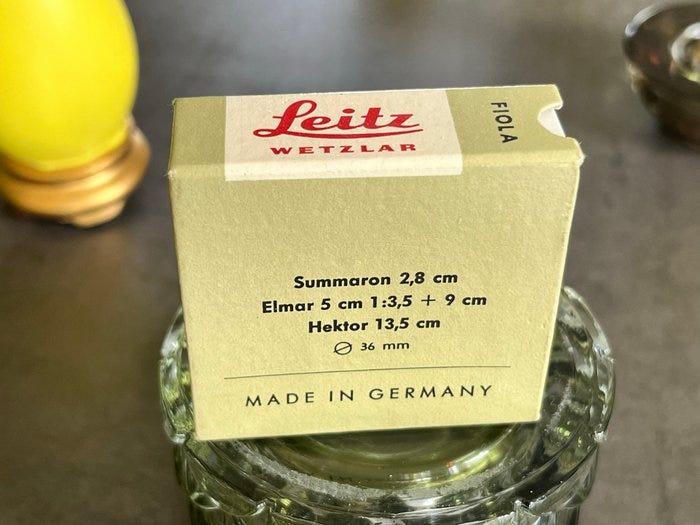 Leitz
WETZLAR
FIOLA
Summaron 2,8 cm
Elmar 5 cm 1:3,5 + 9 cm
Hektor 13,5 cm
∅ 36 mm
MADE IN GERMANY